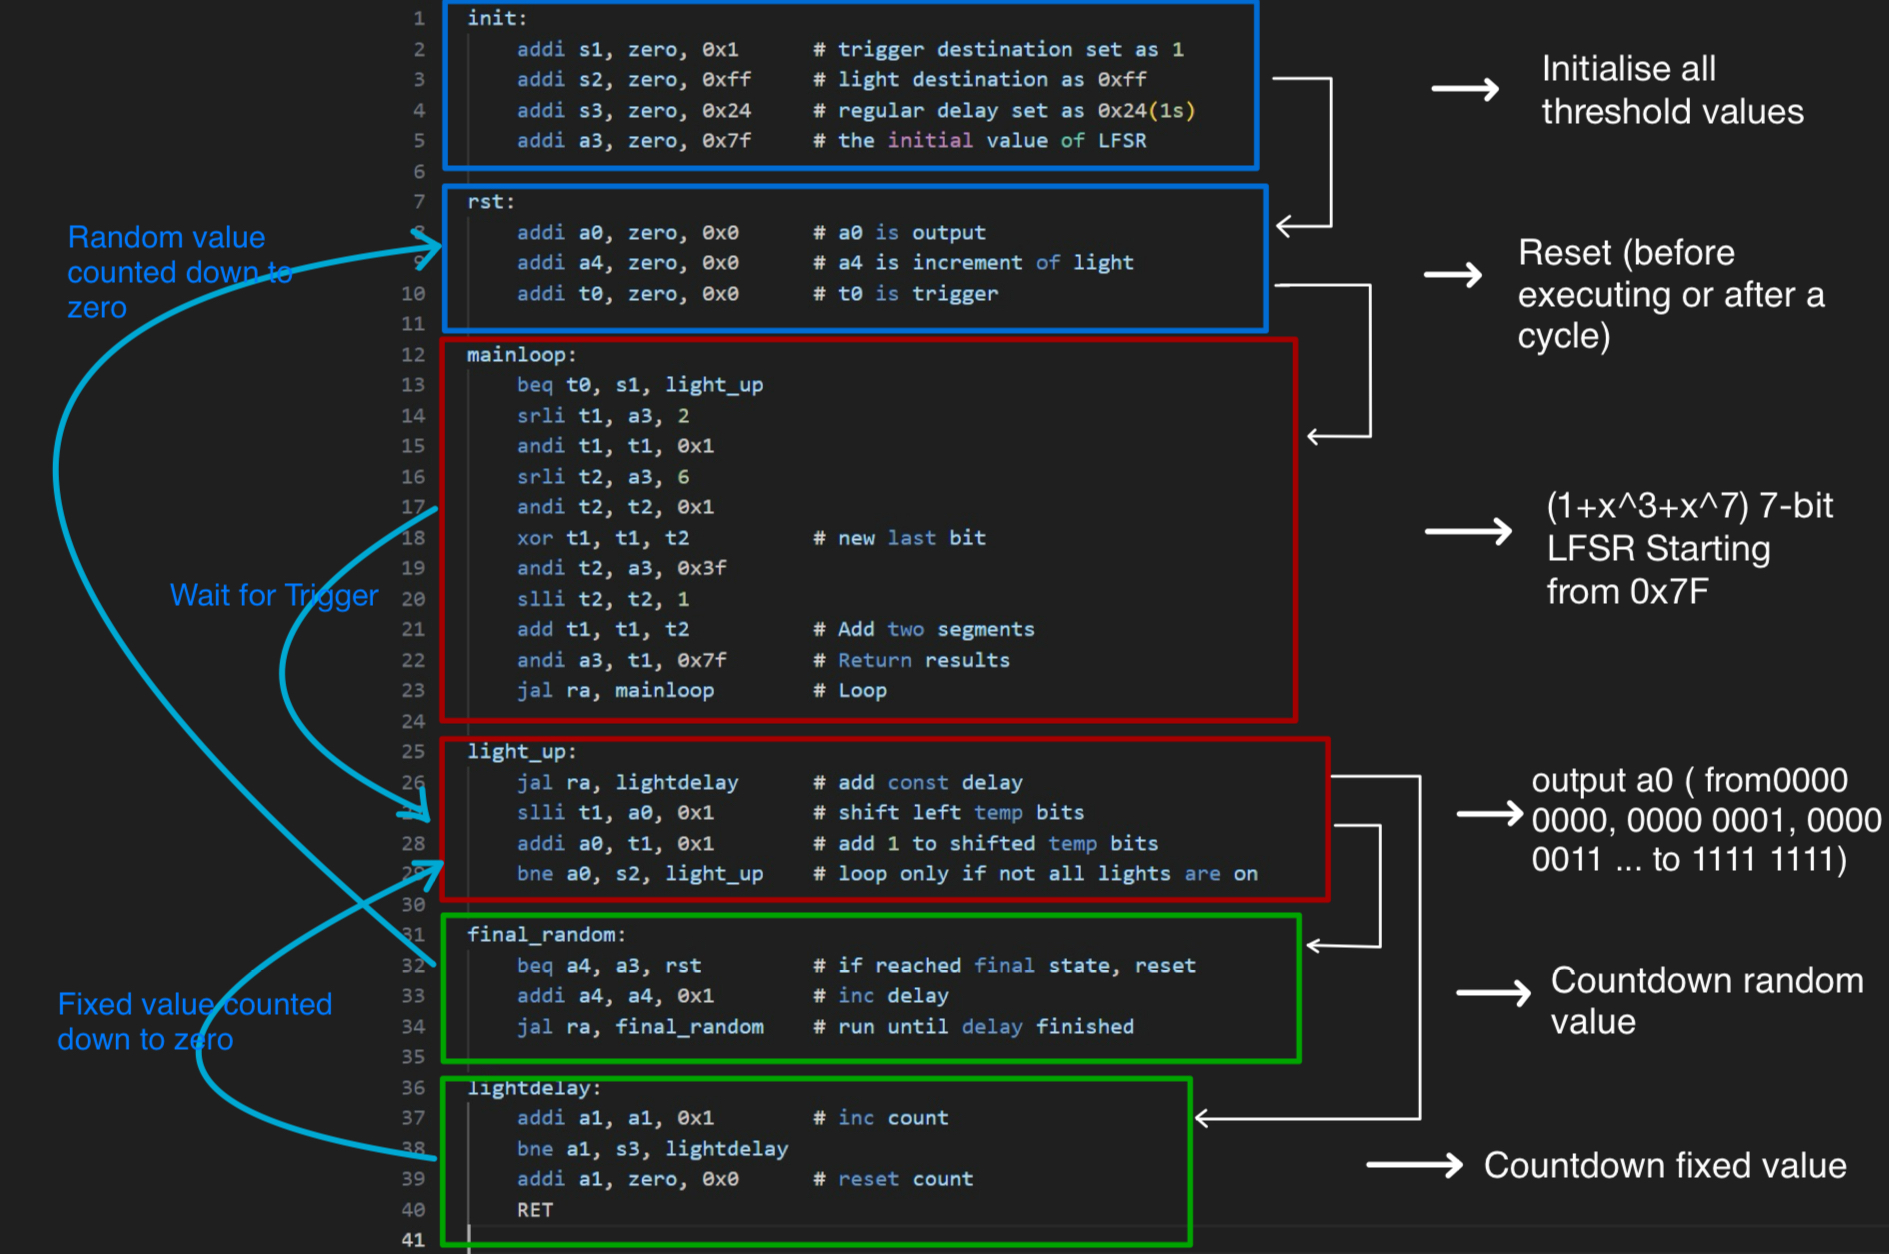 1 init:
2 addi s1, zero, 0x1 # trigger destination set as 1
3 addi s2, zero, 0xff # light destination as 0xff
4 addi s3, zero, 0x24 # regular delay set as 0x24(1s)
5 addi a3, zero, 0x7f # the initial value of LFSR
6
7 rst:
8 addi a0, zero, 0x0 # a0 is output
9 addi a4, zero, 0x0 # a4 is increment of light
10 addi t0, zero, 0x0 # t0 is trigger
11
12 mainloop:
13 beq t0, s1, light_up
14 srli t1, a3, 2
15 andi t1, t1, 0x1
16 srli t2, a3, 6
17 andi t2, t2, 0x1
18 xor t1, t1, t2 # new last bit
19 andi t2, a3, 0x3f
20 slli t2, t2, 1
21 add t1, t1, t2 # Add two segments
22 andi a3, t1, 0x7f # Return results
23 jal ra, mainloop # Loop
24
25 light_up:
26 jal ra, lightdelay # add const delay
slli t1, a0, 0x1 # shift left temp bits
28 addi a0, t1, 0x1 # add 1 to shifted temp bits
29 bne a0, s2, light_up # loop only if not all lights are on
30
31 final_random:
32 beq a4, a3, rst # if reached final state, reset
33 addi a4, a4, 0x1 # inc delay
34 jal ra, final_random # run until delay finished
35
36 lightdelay:
37 addi a1, a1, 0x1 # inc count
38 bne a1, s3, lightdelay
39 addi a1, zero, 0x0 # reset count
40 RET
41
Random value
counted down to
zero
Wait for Trigger
Fixed value counted
down to zero
Initialise all
threshold values
Reset (before
executing or after a
cycle)
(1+x^3+x^7) 7-bit
LFSR Starting
from 0x7F
output a0 ( from0000
0000, 0000 0001, 0000
0011 ... to 1111 1111)
Countdown random
value
Countdown fixed value